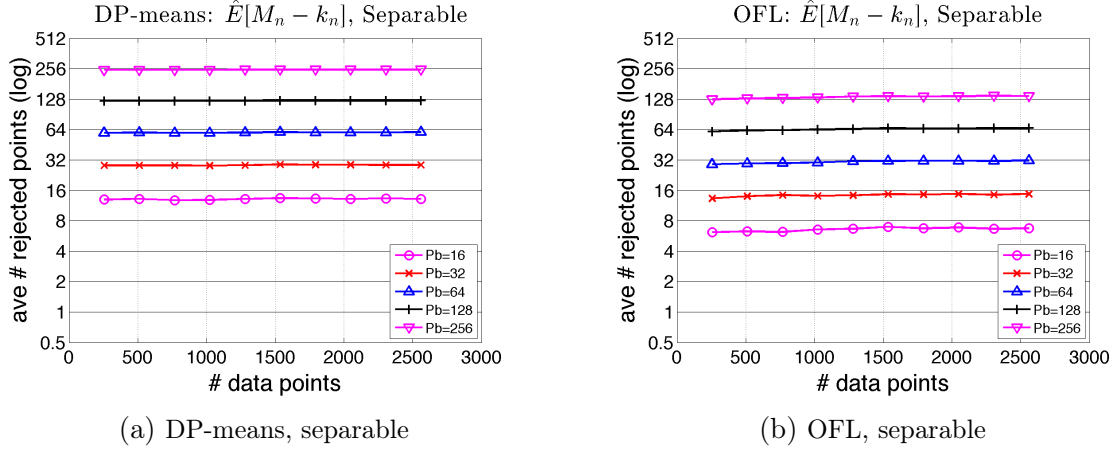 DP-means: Ê[Mₙ − kₙ], Separable
ave # rejected points (log)
512
256
128
64
32
16
8
4
2
1
0.5
0
500
1000
1500
2000
2500
3000
# data points
Pb=16
Pb=32
Pb=64
Pb=128
Pb=256
(a) DP-means, separable
OFL: Ê[Mₙ − kₙ], Separable
ave # rejected points (log)
512
256
128
64
32
16
8
4
2
1
0.5
0
500
1000
1500
2000
2500
3000
# data points
Pb=16
Pb=32
Pb=64
Pb=128
Pb=256
(b) OFL, separable